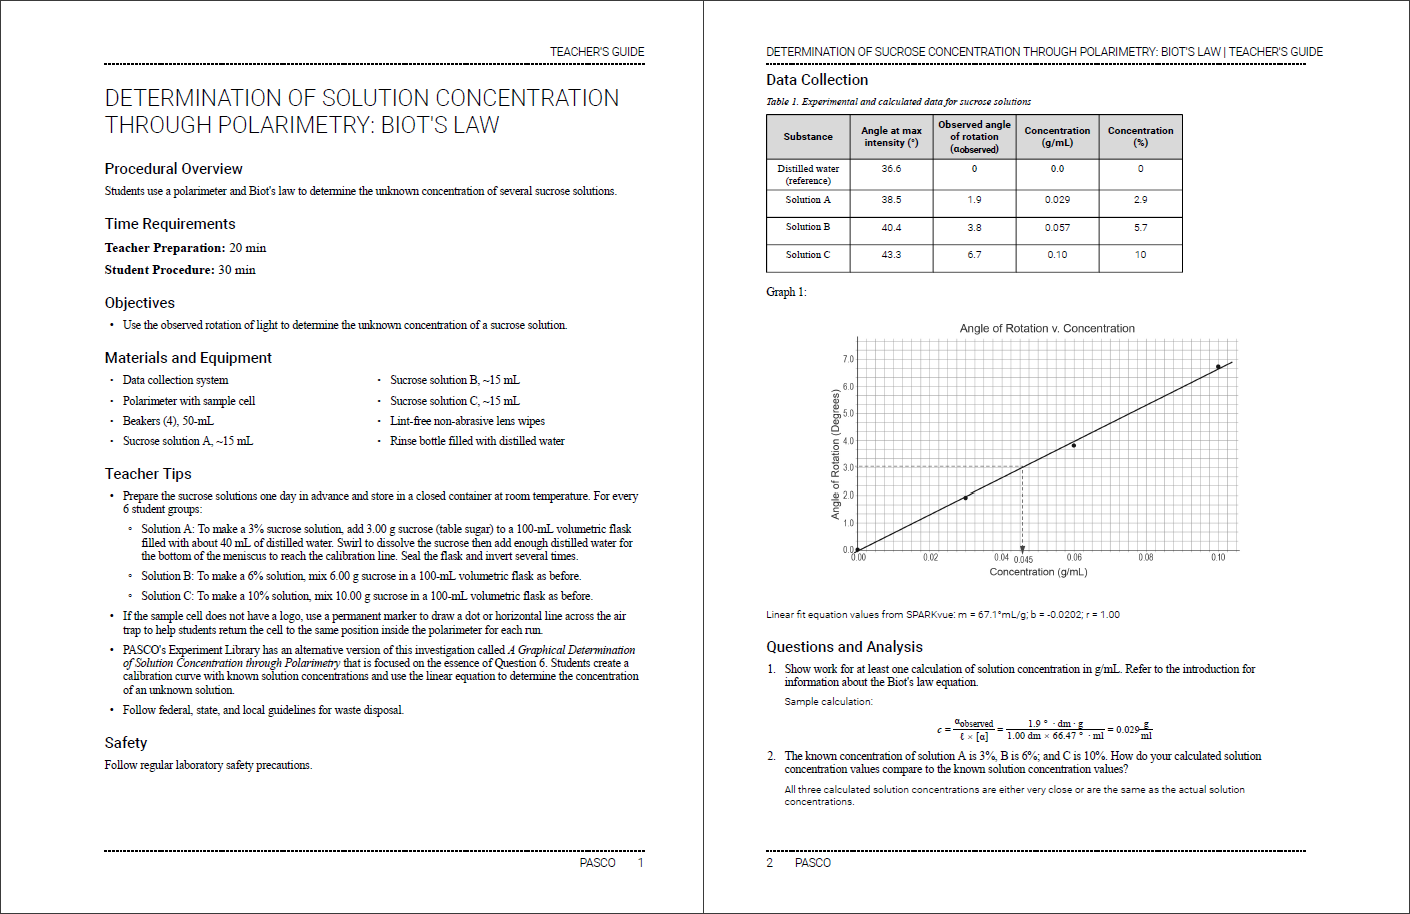 TEACHER'S GUIDE
DETERMINATION OF SOLUTION CONCENTRATION
THROUGH POLARIMETRY: BIOT'S LAW
Procedural Overview
Students use a polarimeter and Biot's law to determine the unknown concentration of several sucrose solutions.
Time Requirements
Teacher Preparation: 20 min
Student Procedure: 30 min
Objectives
• Use the observed rotation of light to determine the unknown concentration of a sucrose solution.
Materials and Equipment
• Data collection system
• Polarimeter with sample cell
• Beakers (4), 50-mL
• Sucrose solution A, ~15 mL
• Sucrose solution B, ~15 mL
• Sucrose solution C, ~15 mL
• Lint-free non-abrasive lens wipes
• Rinse bottle filled with distilled water
Teacher Tips
• Prepare the sucrose solutions one day in advance and store in a closed container at room temperature. For every
6 student groups:
° Solution A: To make a 3% sucrose solution, add 3.00 g sucrose (table sugar) to a 100-mL volumetric flask
filled with about 40 mL of distilled water. Swirl to dissolve the sucrose then add enough distilled water for
the bottom of the meniscus to reach the calibration line. Seal the flask and invert several times.
° Solution B: To make a 6% solution, mix 6.00 g sucrose in a 100-mL volumetric flask as before.
° Solution C: To make a 10% solution, mix 10.00 g sucrose in a 100-mL volumetric flask as before.
• If the sample cell does not have a logo, use a permanent marker to draw a dot or horizontal line across the air
trap to help students return the cell to the same position inside the polarimeter for each run.
• PASCO's Experiment Library has an alternative version of this investigation called A Graphical Determination
of Solution Concentration through Polarimetry that is focused on the essence of Question 6. Students create a
calibration curve with known solution concentrations and use the linear equation to determine the concentration
of an unknown solution.
• Follow federal, state, and local guidelines for waste disposal.
Safety
Follow regular laboratory safety precautions.
PASCO 1
DETERMINATION OF SUCROSE CONCENTRATION THROUGH POLARIMETRY: BIOT'S LAW | TEACHER'S GUIDE
Data Collection
Table 1. Experimental and calculated data for sucrose solutions
Substance
Angle at max
intensity (°)
Observed angle
of rotation
(αobserved)
Concentration
(g/mL)
Concentration
(%)
Distilled water
(reference)
36.6 0 0.0 0
Solution A 38.5 1.9 0.029 2.9
Solution B 40.4 3.8 0.057 5.7
Solution C 43.3 6.7 0.10 10
Graph 1:
Angle of Rotation v. Concentration
Angle of Rotation (Degrees)
7.0
6.0
5.0
4.0
3.0
2.0
1.0
0.0
0.00 0.02 0.04 0.045 0.06 0.08 0.10
Concentration (g/mL)
Linear fit equation values from SPARKvue: m = 67.1°mL/g; b = -0.0202; r = 1.00
Questions and Analysis
1. Show work for at least one calculation of solution concentration in g/mL. Refer to the introduction for
information about the Biot's law equation.
Sample calculation:
c = αobserved / ℓ × [α] = 1.9 ° · dm · g / 1.00 dm × 66.47 ° · ml = 0.029 g / ml
2. The known concentration of solution A is 3%, B is 6%; and C is 10%. How do your calculated solution
concentration values compare to the known solution concentration values?
All three calculated solution concentrations are either very close or are the same as the actual solution
concentrations.
2 PASCO